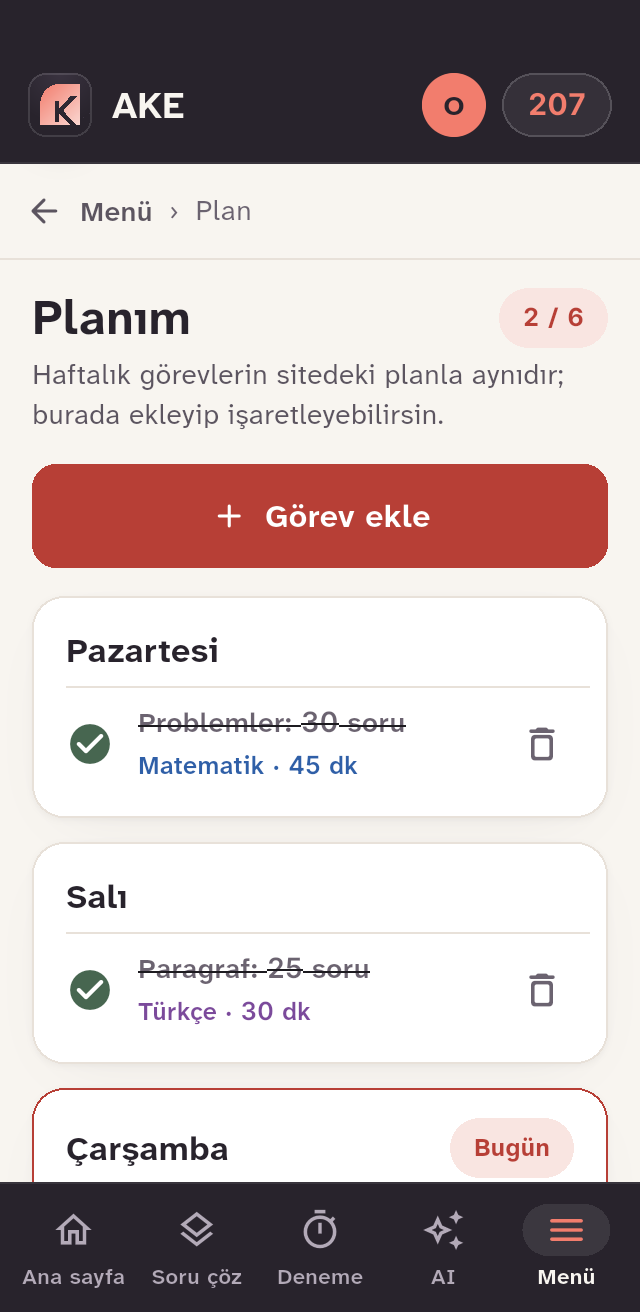 K
AKE
O
207
Menü › Plan
Planım
2 / 6
Haftalık görevlerin sitedeki planla aynıdır;
burada ekleyip işaretleyebilirsin.
+ Görev ekle
Pazartesi
Problemler: 30 soru
Matematik · 45 dk
Salı
Paragraf: 25 soru
Türkçe · 30 dk
Çarşamba
Bugün
Ana sayfa
Soru çöz
Deneme
AI
Menü